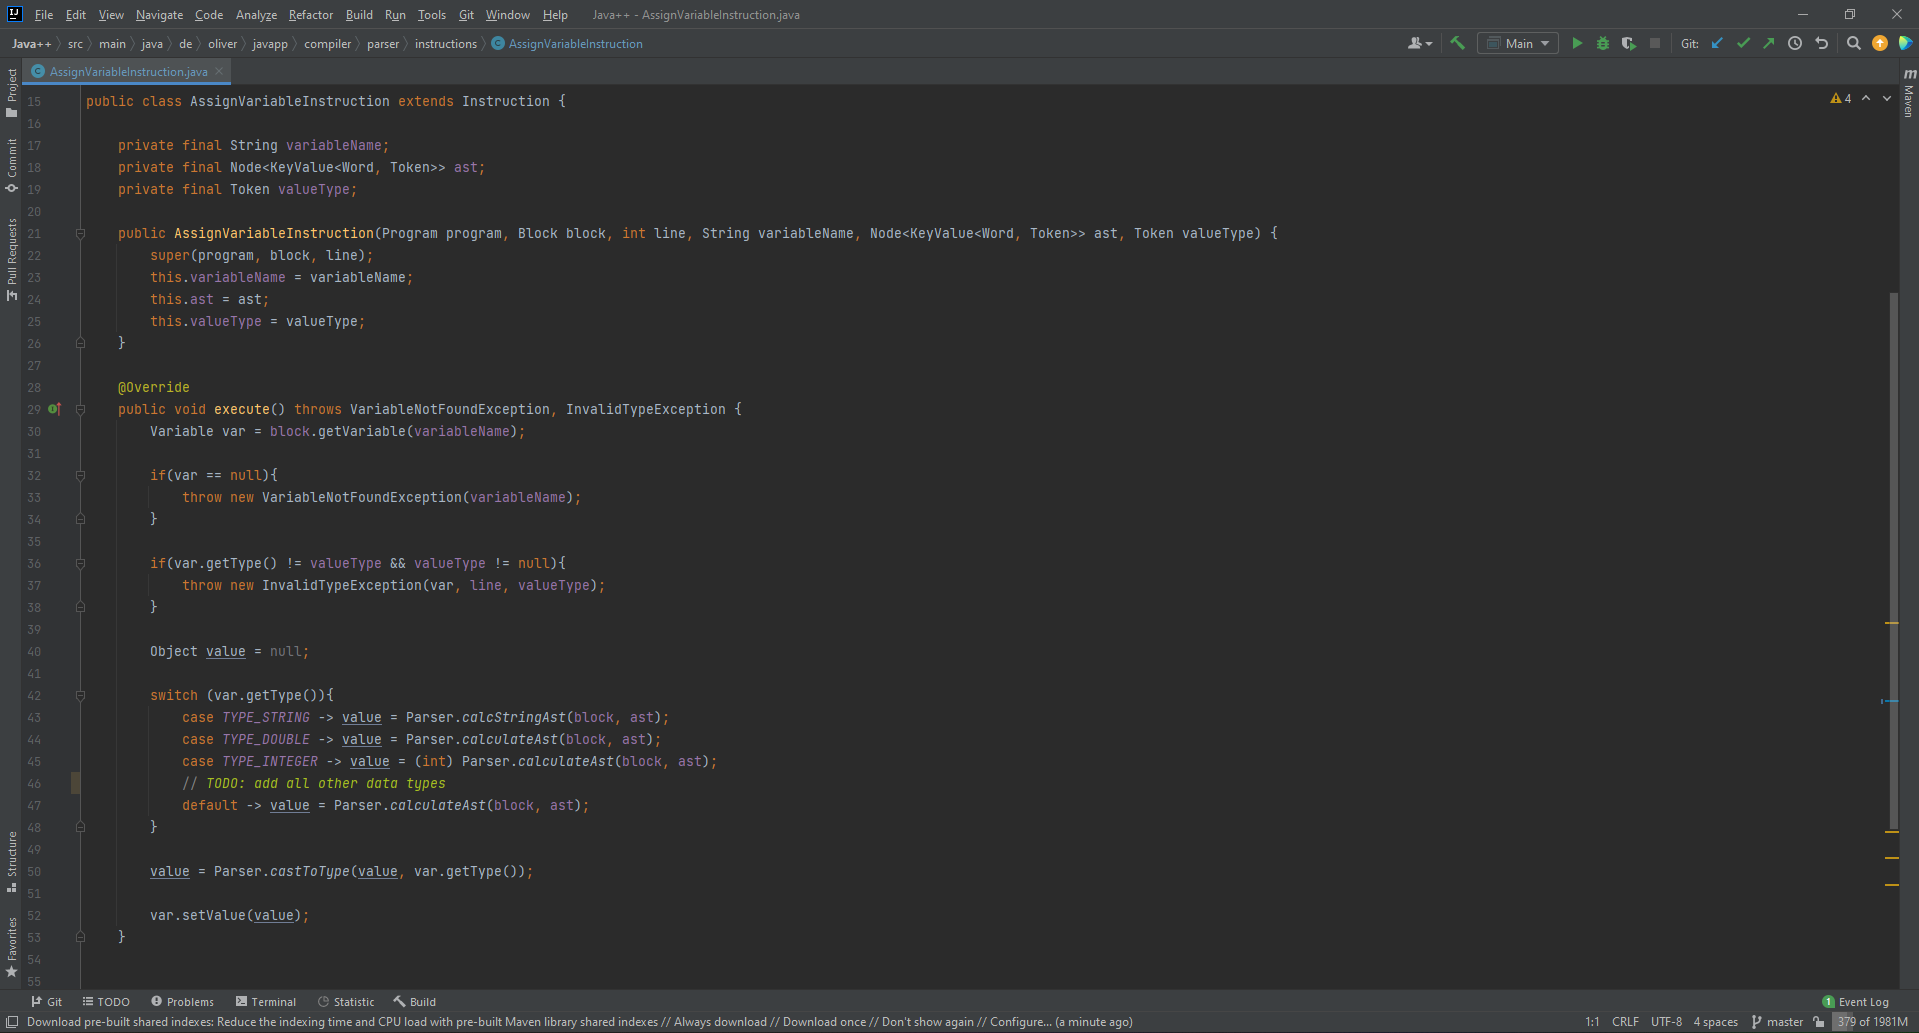 File Edit View Navigate Code Analyze Refactor Build Run Tools Git Window Help Java++ - AssignVariableInstruction.java
Java++ src main java de oliver javapp compiler parser instructions AssignVariableInstruction Main Git:
AssignVariableInstruction.java
Project
Commit
Pull Requests
Structure
Favorites
Maven
4
15 public class AssignVariableInstruction extends Instruction {
16
17 private final String variableName;
18 private final Node<KeyValue<Word, Token>> ast;
19 private final Token valueType;
20
21 public AssignVariableInstruction(Program program, Block block, int line, String variableName, Node<KeyValue<Word, Token>> ast, Token valueType) {
22 super(program, block, line);
23 this.variableName = variableName;
24 this.ast = ast;
25 this.valueType = valueType;
26 }
27
28 @Override
29 public void execute() throws VariableNotFoundException, InvalidTypeException {
30 Variable var = block.getVariable(variableName);
31
32 if(var == null){
33 throw new VariableNotFoundException(variableName);
34 }
35
36 if(var.getType() != valueType && valueType != null){
37 throw new InvalidTypeException(var, line, valueType);
38 }
39
40 Object value = null;
41
42 switch (var.getType()){
43 case TYPE_STRING -> value = Parser.calcStringAst(block, ast);
44 case TYPE_DOUBLE -> value = Parser.calculateAst(block, ast);
45 case TYPE_INTEGER -> value = (int) Parser.calculateAst(block, ast);
46 // TODO: add all other data types
47 default -> value = Parser.calculateAst(block, ast);
48 }
49
50 value = Parser.castToType(value, var.getType());
51
52 var.setValue(value);
53 }
54
55
Git TODO Problems Terminal Statistic Build 1 Event Log
Download pre-built shared indexes: Reduce the indexing time and CPU load with pre-built Maven library shared indexes // Always download // Download once // Don't show again // Configure... (a minute ago) 1:1 CRLF UTF-8 4 spaces master 379 of 1981M